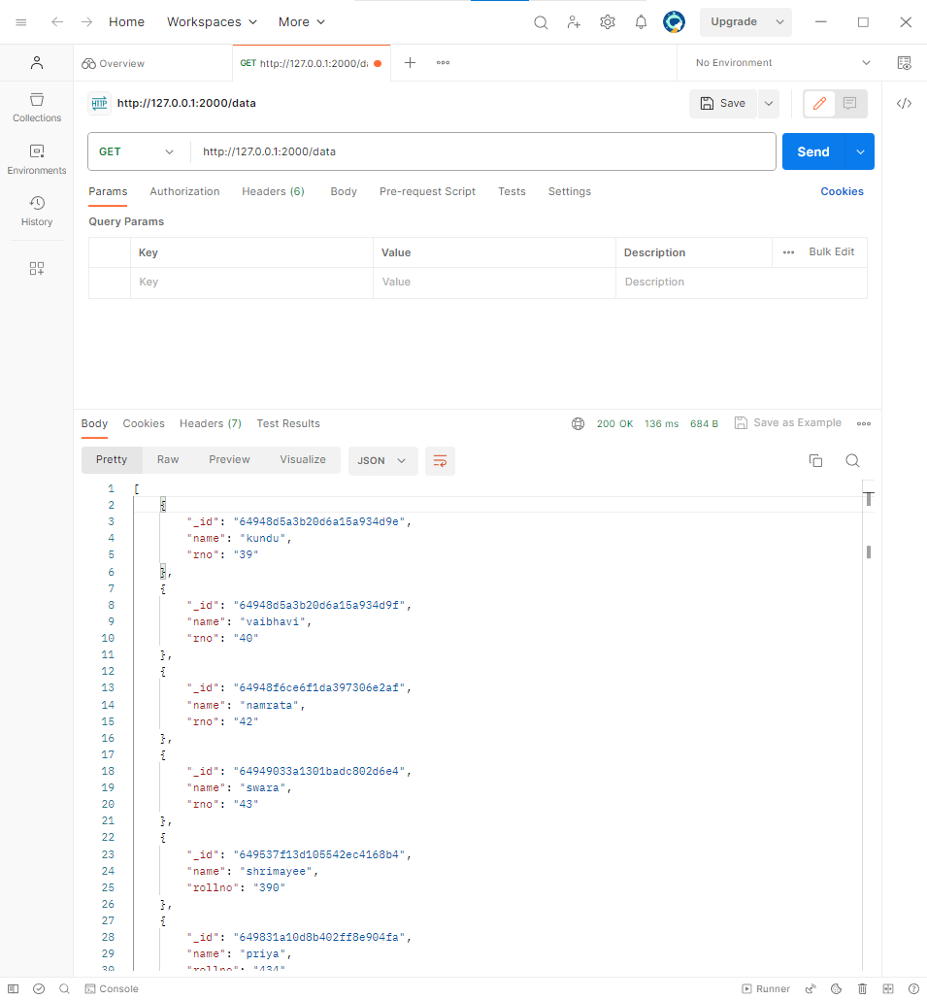 Home Workspaces More Upgrade
Overview GET http://127.0.0.1:2000/da No Environment
HTTP http://127.0.0.1:2000/data Save
Collections
Environments
History
GET http://127.0.0.1:2000/data Send
Params Authorization Headers (6) Body Pre-request Script Tests Settings Cookies
Query Params
Key Value Description Bulk Edit
Key Value Description
Body Cookies Headers (7) Test Results 200 OK 136 ms 684 B Save as Example
Pretty Raw Preview Visualize JSON
1 [
2 {
3 "_id": "64948d5a3b20d6a15a934d9e",
4 "name": "kundu",
5 "rno": "39"
6 },
7 {
8 "_id": "64948d5a3b20d6a15a934d9f",
9 "name": "vaibhavi",
10 "rno": "40"
11 },
12 {
13 "_id": "64948f6ce6f1da397306e2af",
14 "name": "namrata",
15 "rno": "42"
16 },
17 {
18 "_id": "64949033a1301badc802d6e4",
19 "name": "swara",
20 "rno": "43"
21 },
22 {
23 "_id": "649537f13d105542ec4168b4",
24 "name": "shrimayee",
25 "rollno": "390"
26 },
27 {
28 "_id": "649831a10d8b402ff8e904fa",
29 "name": "priya",
30 "rollno": "434"
Console Runner